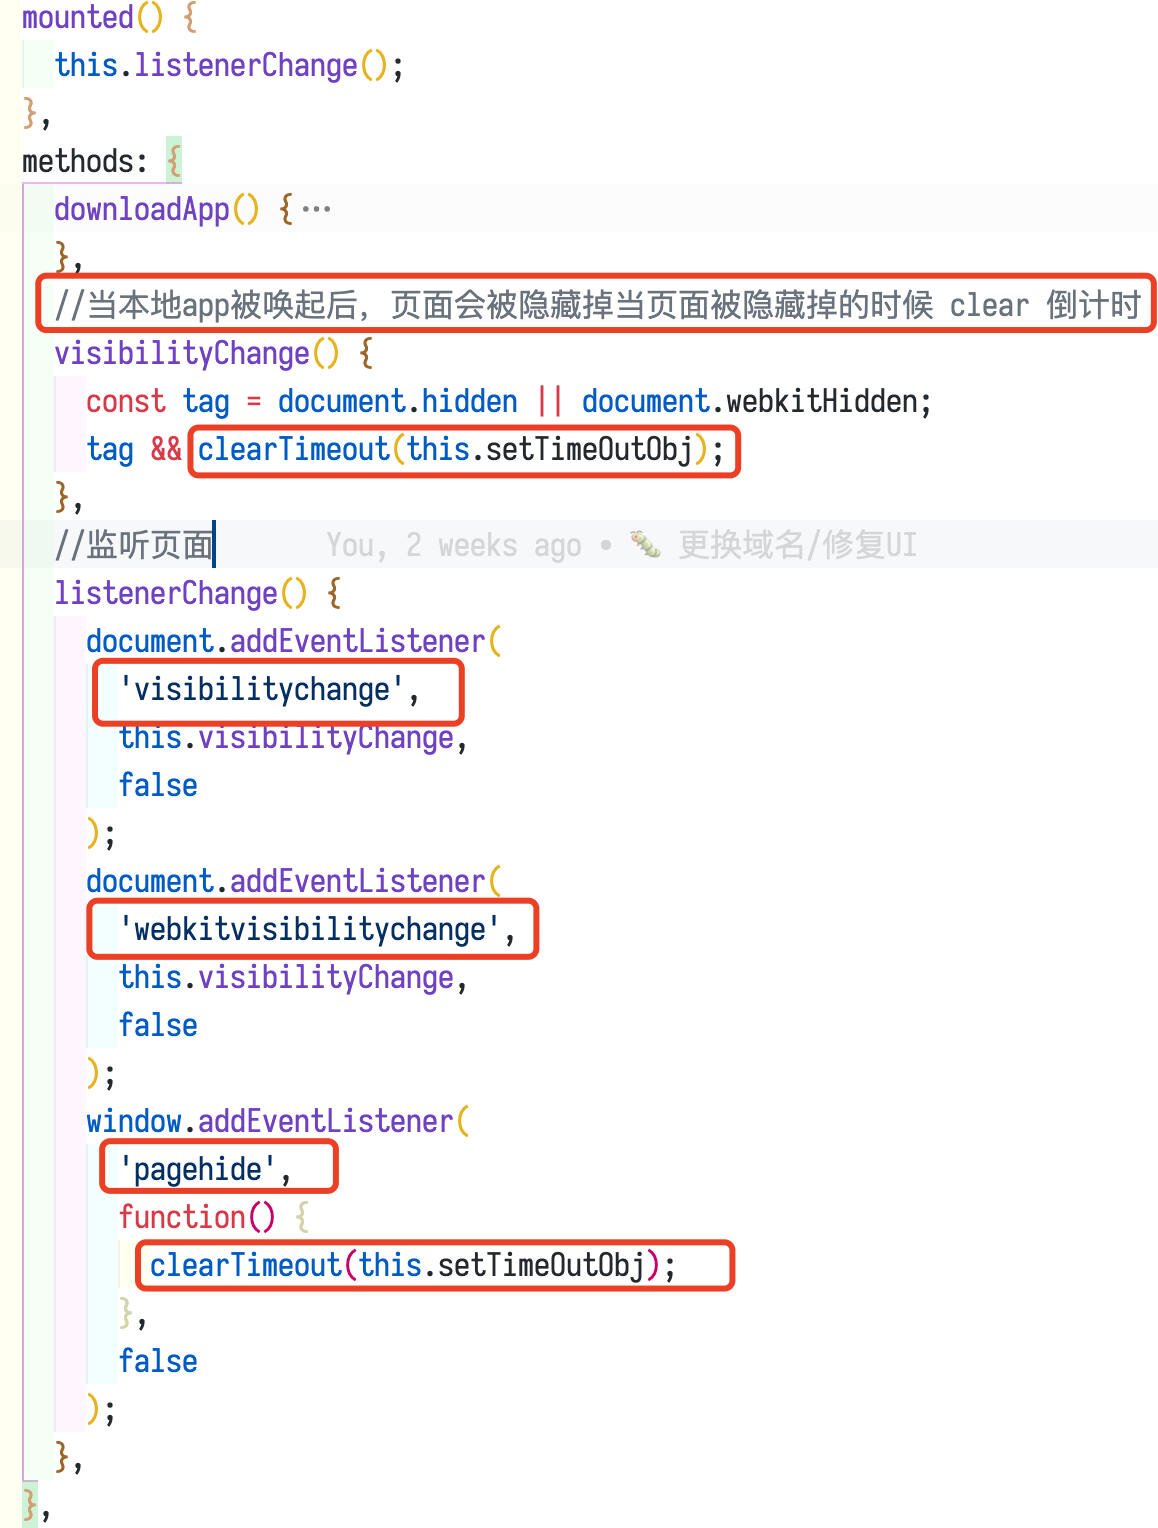 mounted() {
this.listenerChange();
},
methods: {
downloadApp() {···
},
//当本地app被唤起后, 页面会被隐藏掉当页面被隐藏掉的时候 clear 倒计时
visibilityChange() {
const tag = document.hidden || document.webkitHidden;
tag && clearTimeout(this.setTimeOutObj);
},
//监听页面 You, 2 weeks ago • 🐛 更换域名/修复UI
listenerChange() {
document.addEventListener(
'visibilitychange',
this.visibilityChange,
false
);
document.addEventListener(
'webkitvisibilitychange',
this.visibilityChange,
false
);
window.addEventListener(
'pagehide',
function() {
clearTimeout(this.setTimeOutObj);
},
false
);
},
},